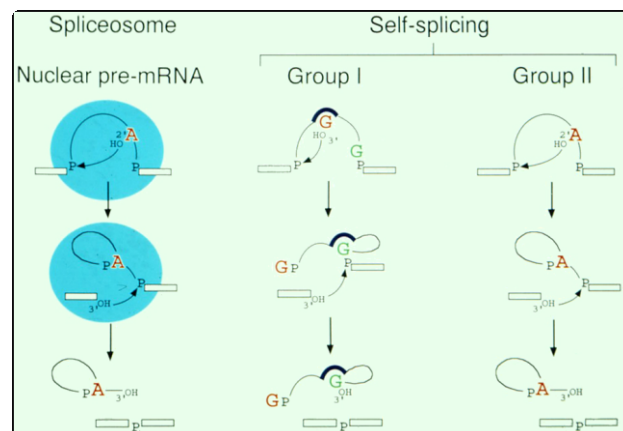 Spliceosome
Self-splicing
Nuclear pre-mRNA
Group I
Group II
2' A
HO
P
P
G
HO 3'
G
P
P
2' A
HO
P
P
P A
P
3' OH
G P
G
P
3' OH
P A
P
3' OH
P A
3' OH
P
G P
G
OH
3'
P
P A
3' OH
P